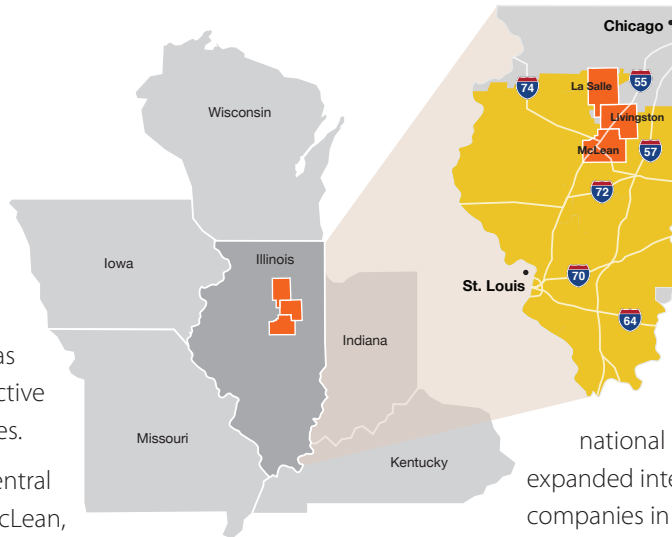 Chicago
74
La Salle
55
Wisconsin
Livingston
McLean
57
72
Iowa
Illinois
St. Louis
70
64
Indiana
as
ctive
es.
Missouri
national
Kentucky
entral
expanded inte
cLean,
companies in